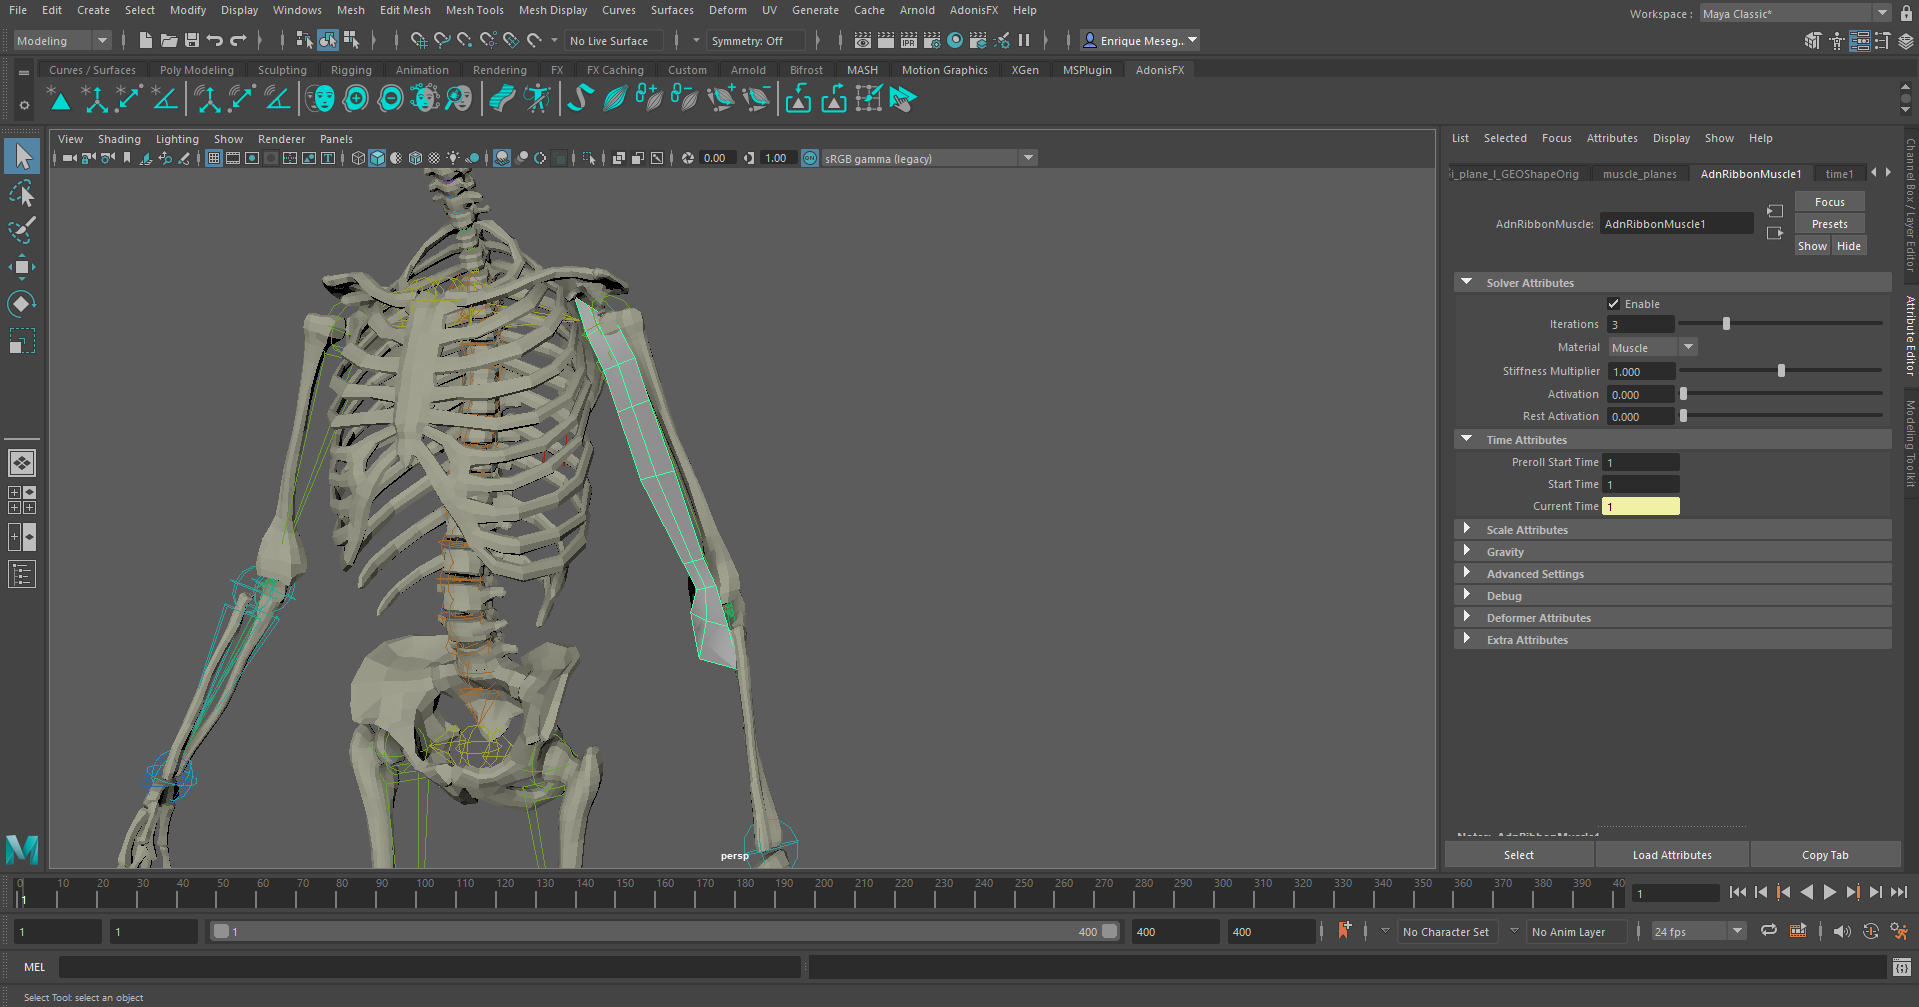 File Edit Create Select Modify Display Windows Mesh Edit Mesh Mesh Tools Mesh Display Curves Surfaces Deform UV Generate Cache Arnold AdonisFX Help
Workspace : Maya Classic*
Modeling No Live Surface Symmetry: Off IPR Enrique Meseg...
Curves / Surfaces Poly Modeling Sculpting Rigging Animation Rendering FX FX Caching Custom Arnold Bifrost MASH Motion Graphics XGen MSPlugin AdonisFX
View Shading Lighting Show Renderer Panels
0.00 1.00 ON sRGB gamma (legacy)
List Selected Focus Attributes Display Show Help
i_plane_l_GEOShapeOrig muscle_planes AdnRibbonMuscle1 time1
Focus
AdnRibbonMuscle: AdnRibbonMuscle1
Presets
Show Hide
Solver Attributes
Enable
Iterations 3
Material Muscle
Stiffness Multiplier 1.000
Activation 0.000
Rest Activation 0.000
Time Attributes
Preroll Start Time 1
Start Time 1
Current Time 1
Scale Attributes
Gravity
Advanced Settings
Debug
Deformer Attributes
Extra Attributes
Notes: AdnRibbonMuscle1
Select Load Attributes Copy Tab
Channel Box / Layer Editor
Attribute Editor
Modeling Toolkit
persp
0 10 20 30 40 50 60 70 80 90 100 110 120 130 140 150 160 170 180 190 200 210 220 230 240 250 260 270 280 290 300 310 320 330 340 350 360 370 380 390 40
1 1
1 1 1 400 400 400 No Character Set No Anim Layer 24 fps
MEL
Select Tool: select an object